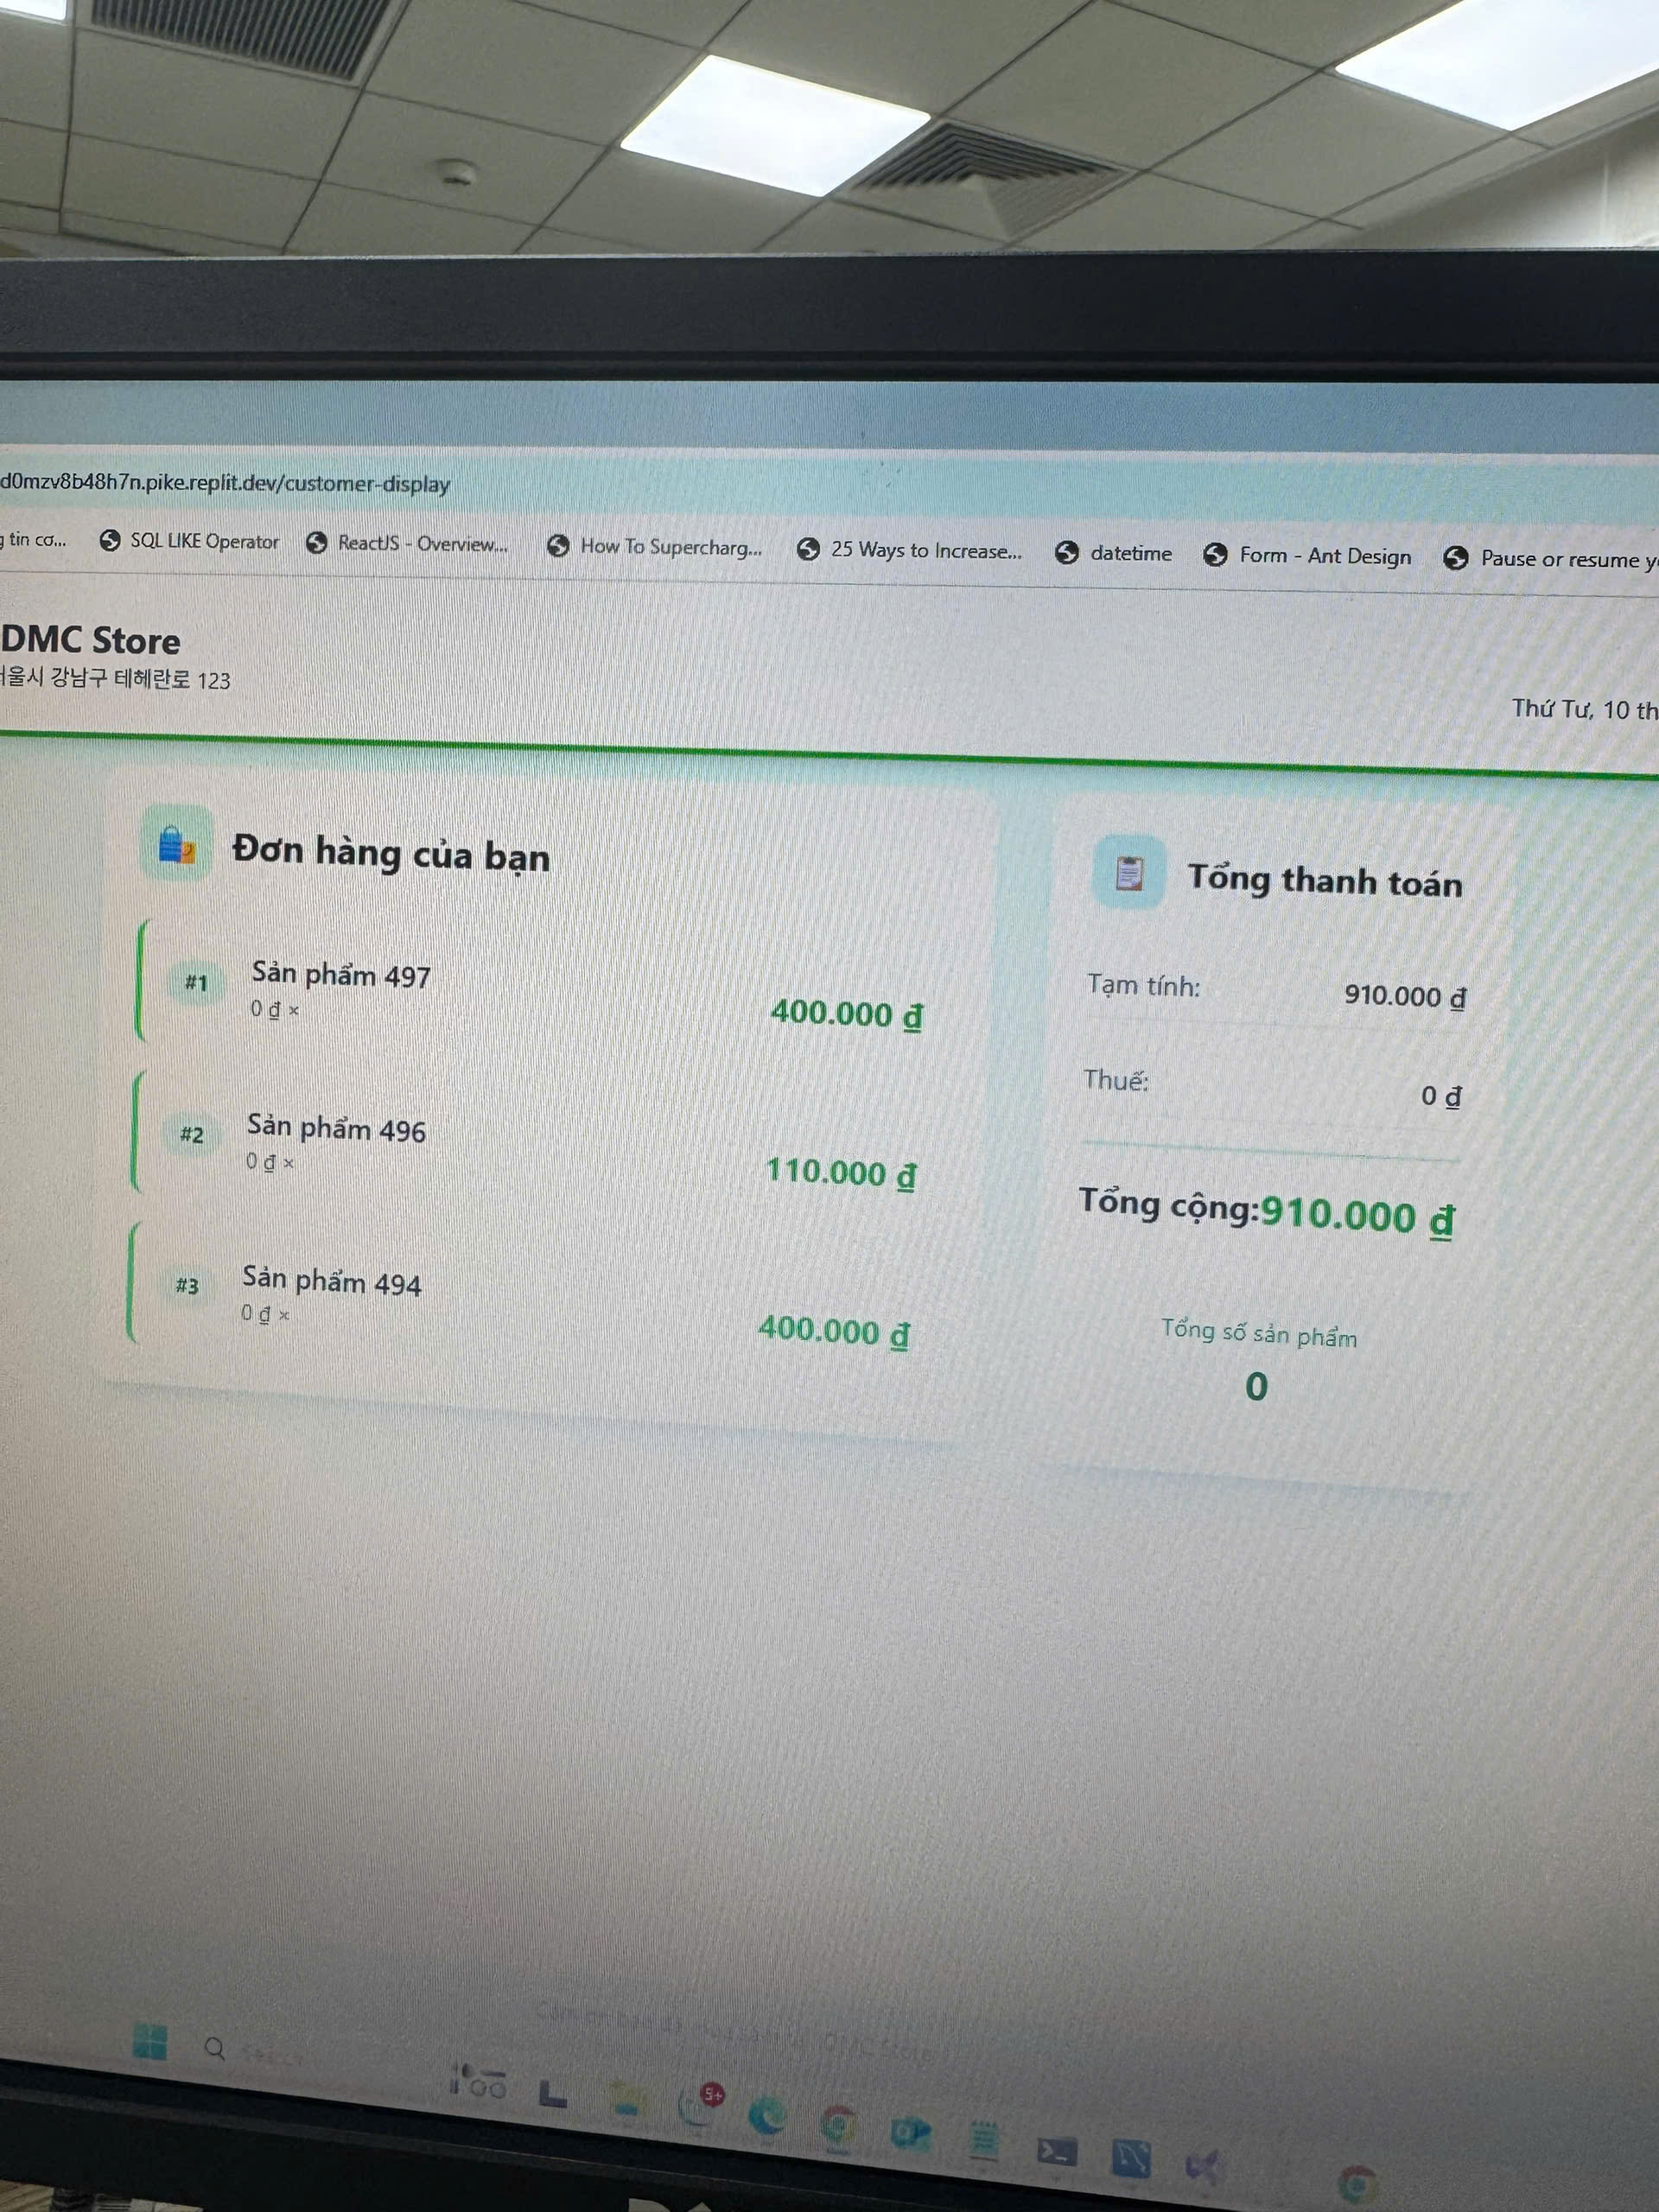 d0mzv8b48h7n.pike.replit.dev/customer-display
tin cơ... SQL LIKE Operator ReactJS - Overview... How To Supercharg... 25 Ways to Increase... datetime Form - Ant Design Pause or resume y
DMC Store
서울시 강남구 테헤란로 123
Thứ Tư, 10 th
Đơn hàng của bạn
#1 Sản phẩm 497
0 ₫ ×
400.000 ₫
#2 Sản phẩm 496
0 ₫ ×
110.000 ₫
#3 Sản phẩm 494
0 ₫ ×
400.000 ₫
Tổng thanh toán
Tạm tính: 910.000 ₫
Thuế: 0 ₫
Tổng cộng:910.000 ₫
Tổng số sản phẩm
0
5+